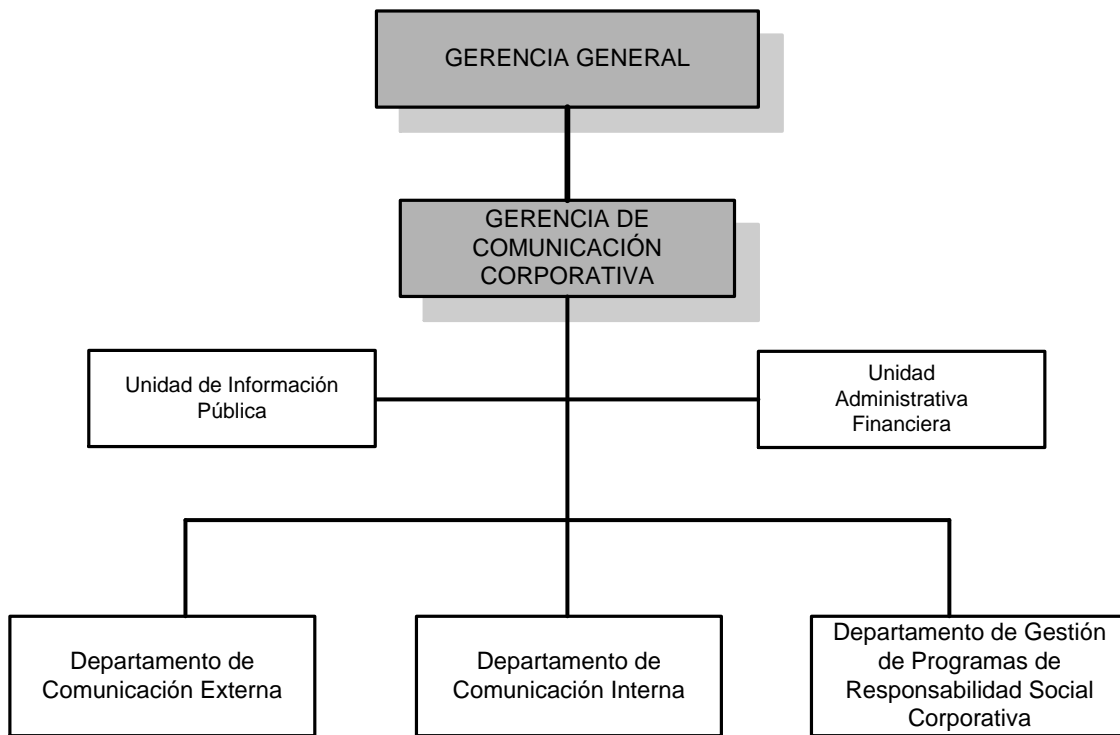 GERENCIA GENERAL
GERENCIA DE
COMUNICACIÓN
CORPORATIVA
Unidad de Información
Pública
Unidad
Administrativa
Financiera
Departamento de
Comunicación Externa
Departamento de
Comunicación Interna
Departamento de Gestión
de Programas de
Responsabilidad Social
Corporativa